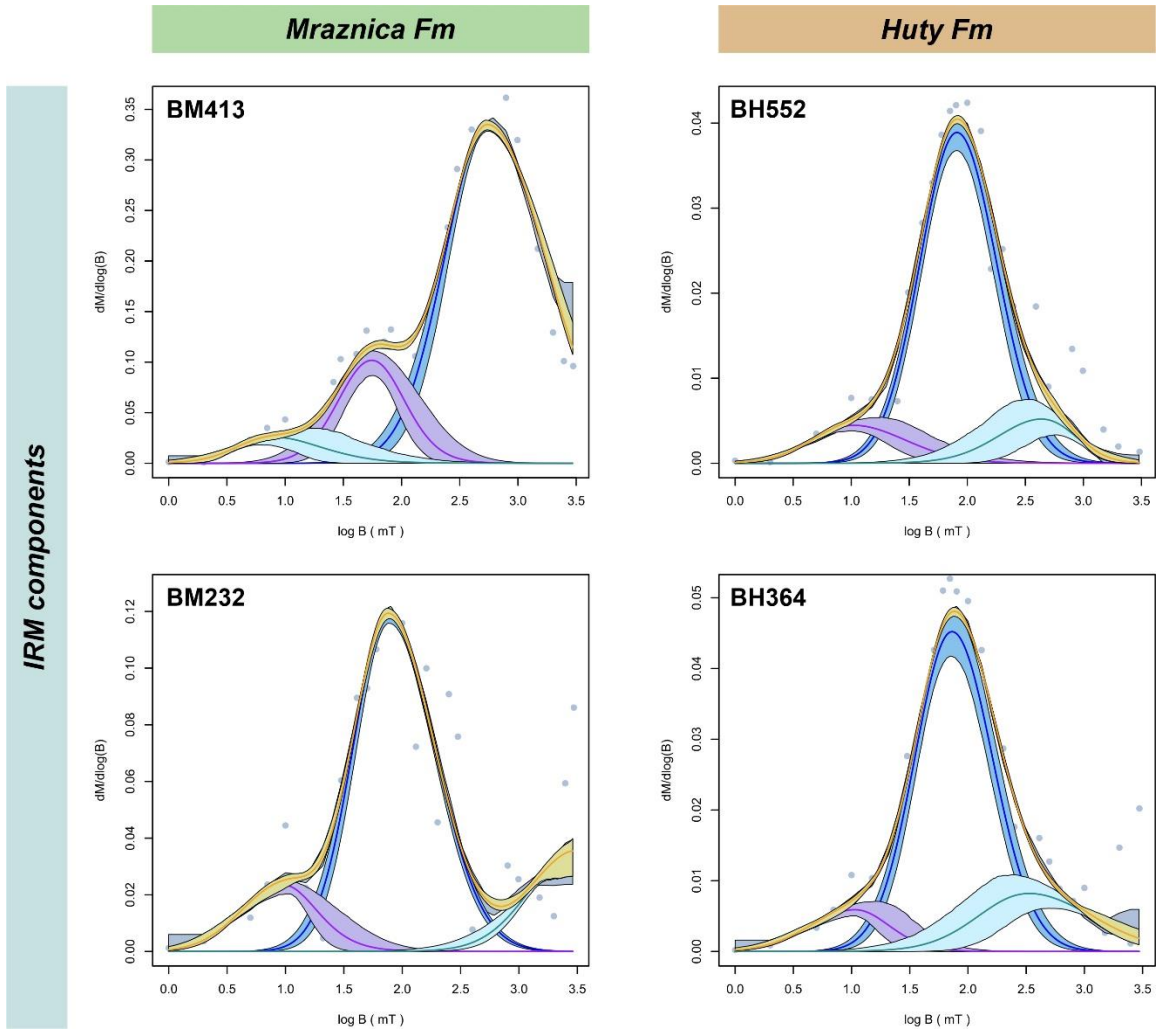 Mraznica Fm
Huty Fm
IRM components
BM413
dM/dlog(B)
0.35
0.30
0.25
0.20
0.15
0.10
0.05
0.00
0.0 0.5 1.0 1.5 2.0 2.5 3.0 3.5
log B ( mT )
BH552
dM/dlog(B)
0.04
0.03
0.02
0.01
0.00
0.0 0.5 1.0 1.5 2.0 2.5 3.0 3.5
log B ( mT )
BM232
dM/dlog(B)
0.12
0.10
0.08
0.06
0.04
0.02
0.00
0.0 0.5 1.0 1.5 2.0 2.5 3.0 3.5
log B ( mT )
BH364
dM/dlog(B)
0.05
0.04
0.03
0.02
0.01
0.00
0.0 0.5 1.0 1.5 2.0 2.5 3.0 3.5
log B ( mT )